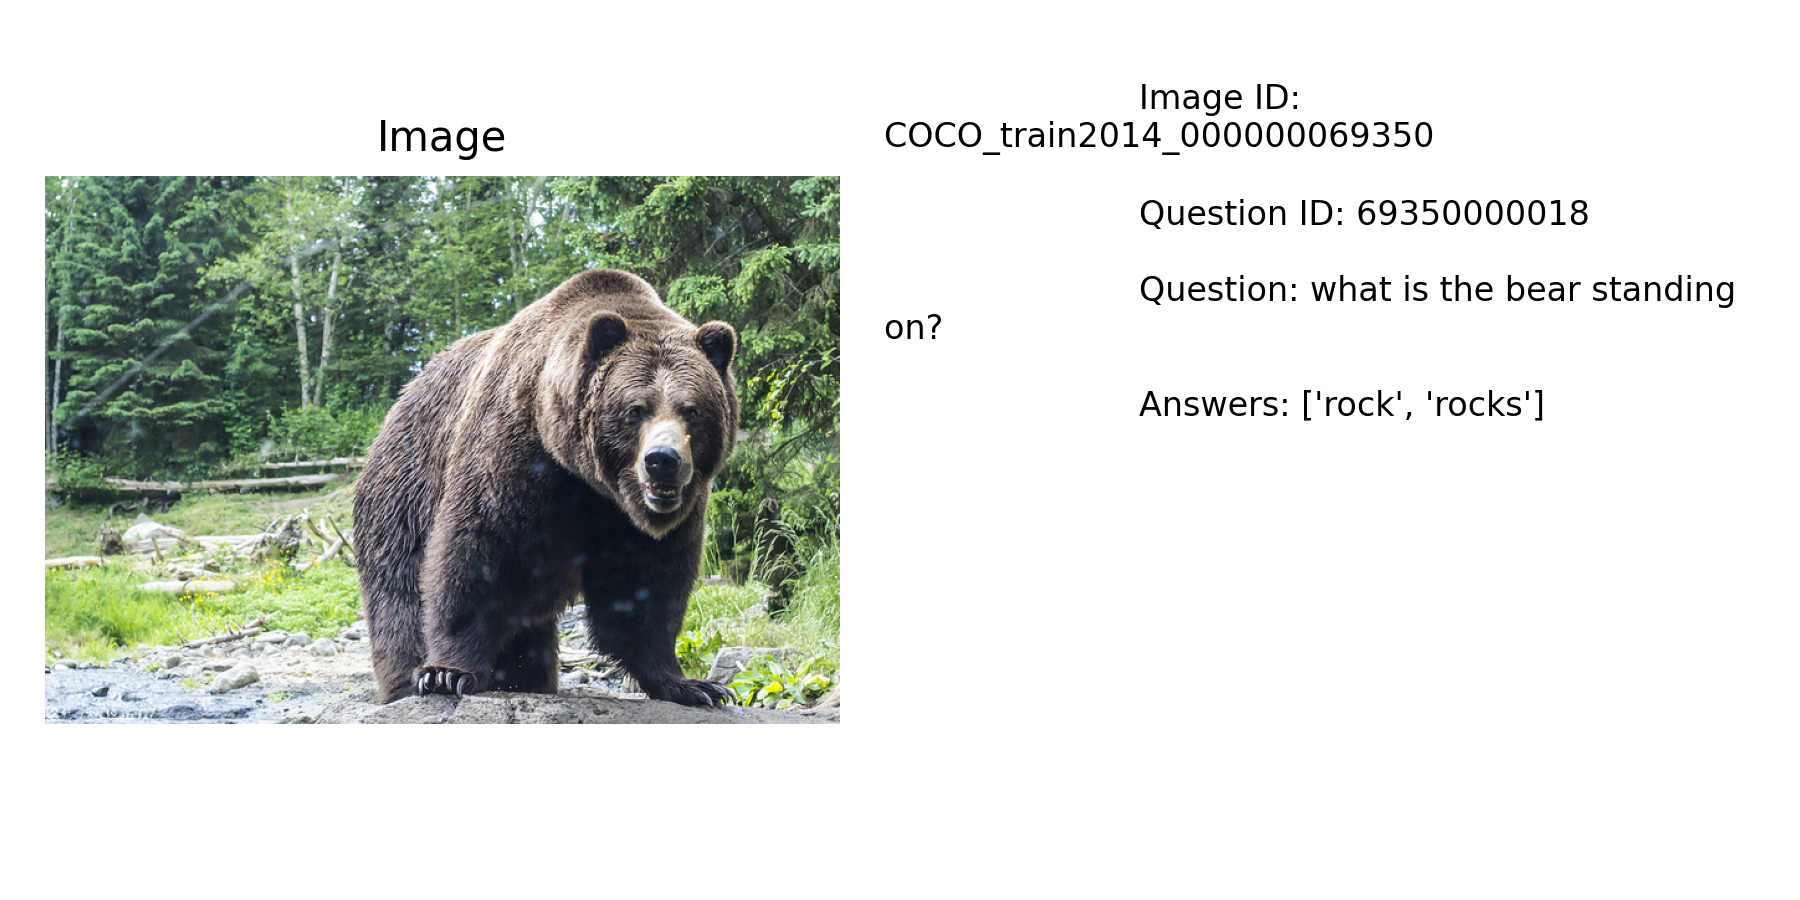 Image
Image ID:
COCO_train2014_000000069350
Question ID: 69350000018
Question: what is the bear standing
on?
Answers: ['rock', 'rocks']